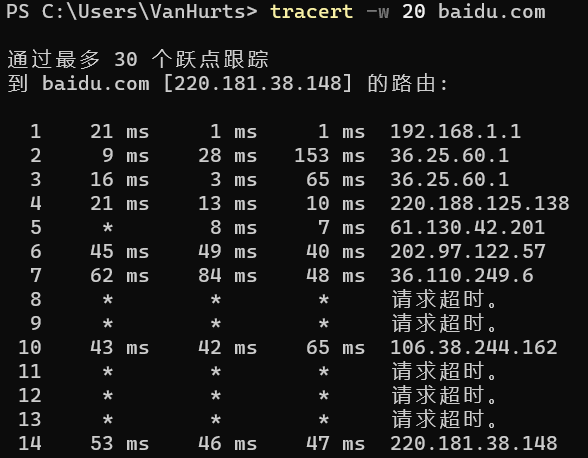 PS C:\Users\VanHurts> tracert -w 20 baidu.com
通过最多 30 个跃点跟踪
到 baidu.com [220.181.38.148] 的路由:
1 21 ms 1 ms 1 ms 192.168.1.1
2 9 ms 28 ms 153 ms 36.25.60.1
3 16 ms 3 ms 65 ms 36.25.60.1
4 21 ms 13 ms 10 ms 220.188.125.138
5 * 8 ms 7 ms 61.130.42.201
6 45 ms 49 ms 40 ms 202.97.122.57
7 62 ms 84 ms 48 ms 36.110.249.6
8 * * * 请求超时。
9 * * * 请求超时。
10 43 ms 42 ms 65 ms 106.38.244.162
11 * * * 请求超时。
12 * * * 请求超时。
13 * * * 请求超时。
14 53 ms 46 ms 47 ms 220.181.38.148